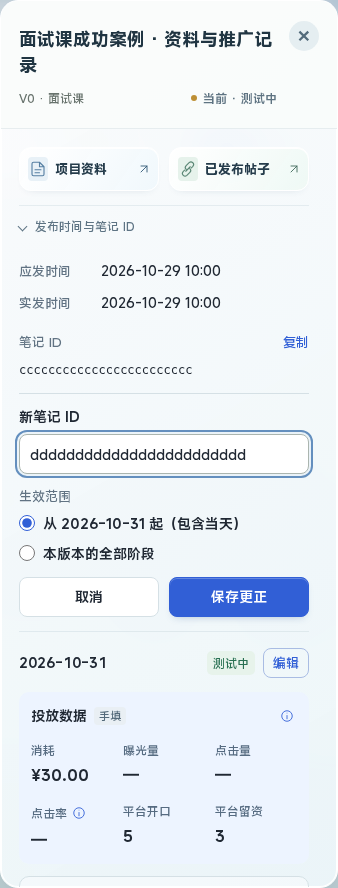 面试课成功案例 · 资料与推广记
录
V0 · 面试课
当前 · 测试中
项目资料
已发布帖子
发布时间与笔记 ID
应发时间 2026-10-29 10:00
实发时间 2026-10-29 10:00
笔记 ID 复制
cccccccccccccccccccccccc
新笔记 ID
dddddddddddddddddddddddd
生效范围
从 2026-10-31 起（包含当天）
本版本的全部阶段
取消 保存更正
2026-10-31 测试中 编辑
投放数据 手填
消耗 曝光量 点击量
¥30.00 — —
点击率 平台开口 平台留资
— 5 3